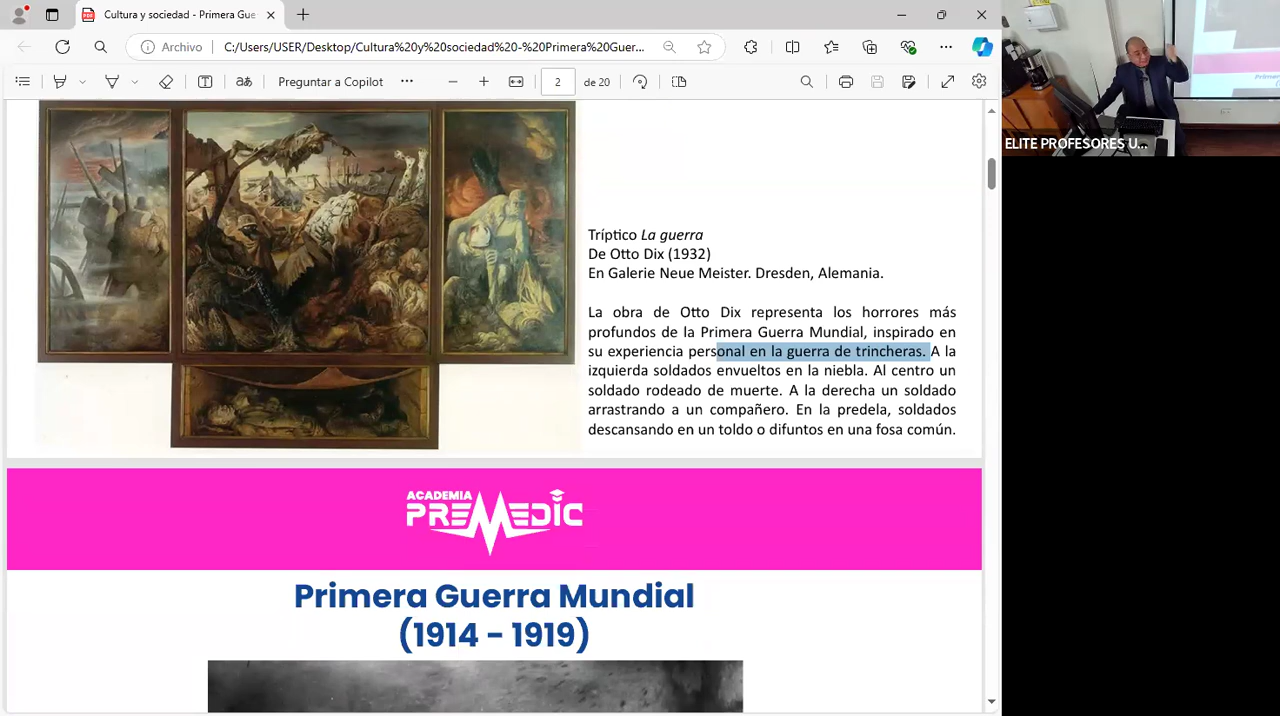 Cultura y sociedad - Primera Gue
Archivo
C:/Users/USER/Desktop/Cultura%20y%20sociedad%20-%20Primera%20Guer...
Preguntar a Copilot
2
de 20
ELITE PROFESORES U...
Tríptico La guerra
De Otto Dix (1932)
En Galerie Neue Meister. Dresden, Alemania.
La obra de Otto Dix representa los horrores más
profundos de la Primera Guerra Mundial, inspirado en
su experiencia personal en la guerra de trincheras. A la
izquierda soldados envueltos en la niebla. Al centro un
soldado rodeado de muerte. A la derecha un soldado
arrastrando a un compañero. En la predela, soldados
descansando en un toldo o difuntos en una fosa común.
ACADEMIA
PREMEDIC
Primera Guerra Mundial
(1914 - 1919)